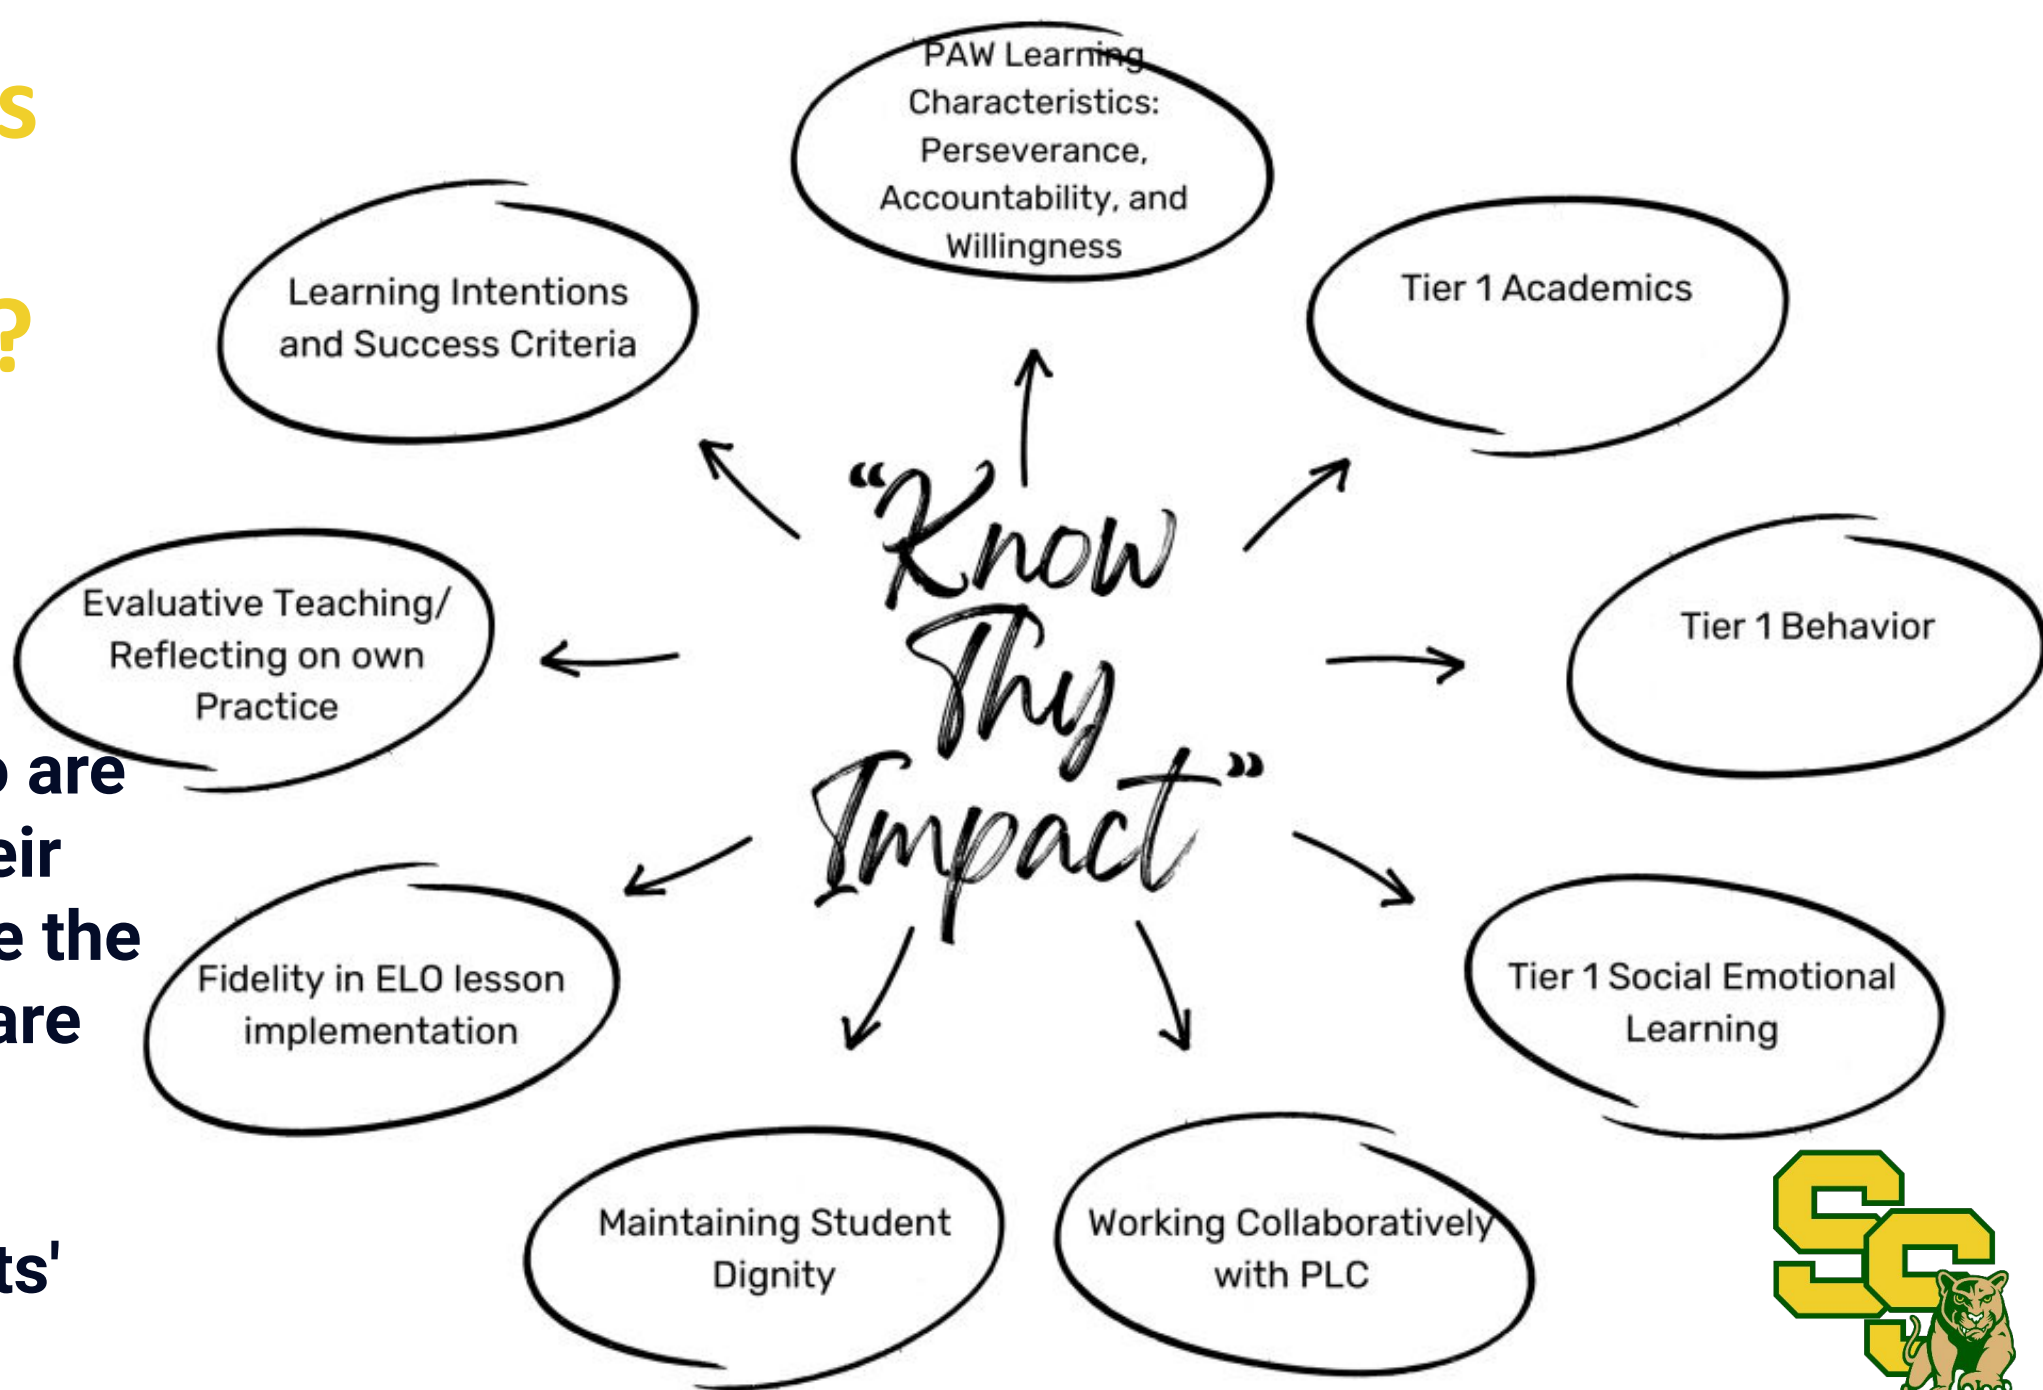 s
?
are
eir
e the
are
ts'
PAW Learning
Characteristics:
Perseverance,
Accountability, and
Willingness
Learning Intentions
and Success Criteria
Tier 1 Academics
Evaluative Teaching/
Reflecting on own
Practice
“Know
Thy
Impact”
Tier 1 Behavior
Fidelity in ELO lesson
implementation
Tier 1 Social Emotional
Learning
Maintaining Student
Dignity
Working Collaboratively
with PLC
SC